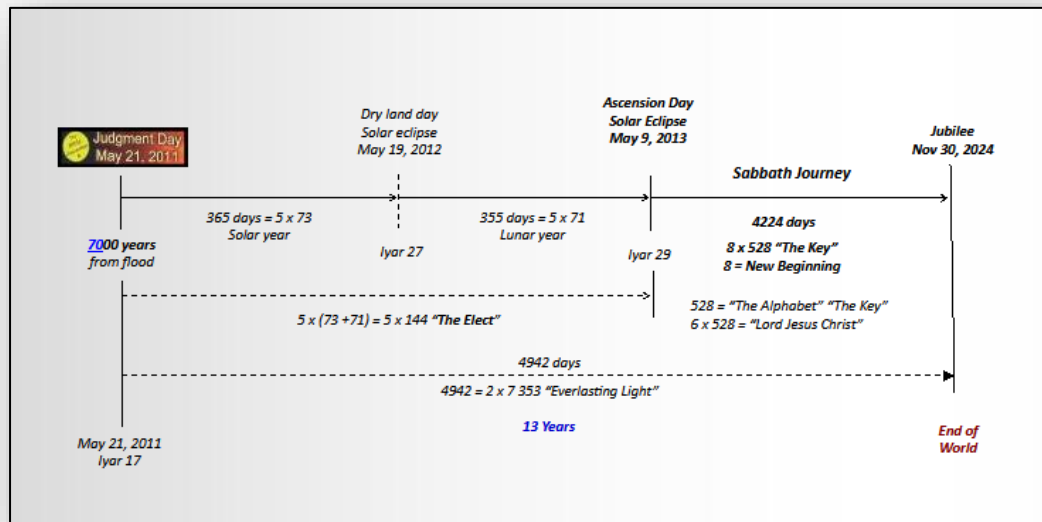 Judgment Day
May 21, 2011
Dry land day
Solar eclipse
May 19, 2012
Ascension Day
Solar Eclipse
May 9, 2013
Jubilee
Nov 30, 2024
Sabbath Journey
365 days = 5 x 73
Solar year
355 days = 5 x 71
Lunar year
4224 days
8 x 528 "The Key"
8 = New Beginning
7000 years
from flood
Iyar 27
Iyar 29
5 x (73 +71) = 5 x 144 "The Elect"
528 = "The Alphabet" "The Key"
6 x 528 = "Lord Jesus Christ"
4942 days
4942 = 2 x 7 353 "Everlasting Light"
13 Years
May 21, 2011
Iyar 17
End of
World